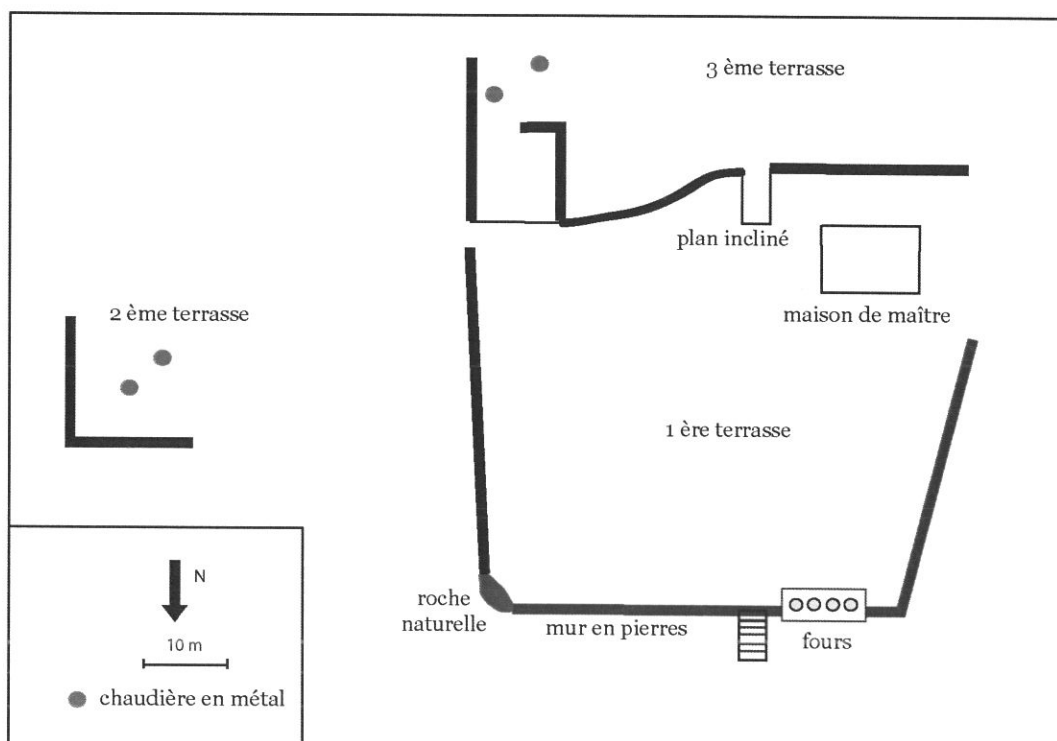 3 ème terrasse
plan incliné
maison de maître
2 ème terrasse
1 ère terrasse
roche
naturelle
mur en pierres
fours
N
10 m
chaudière en métal